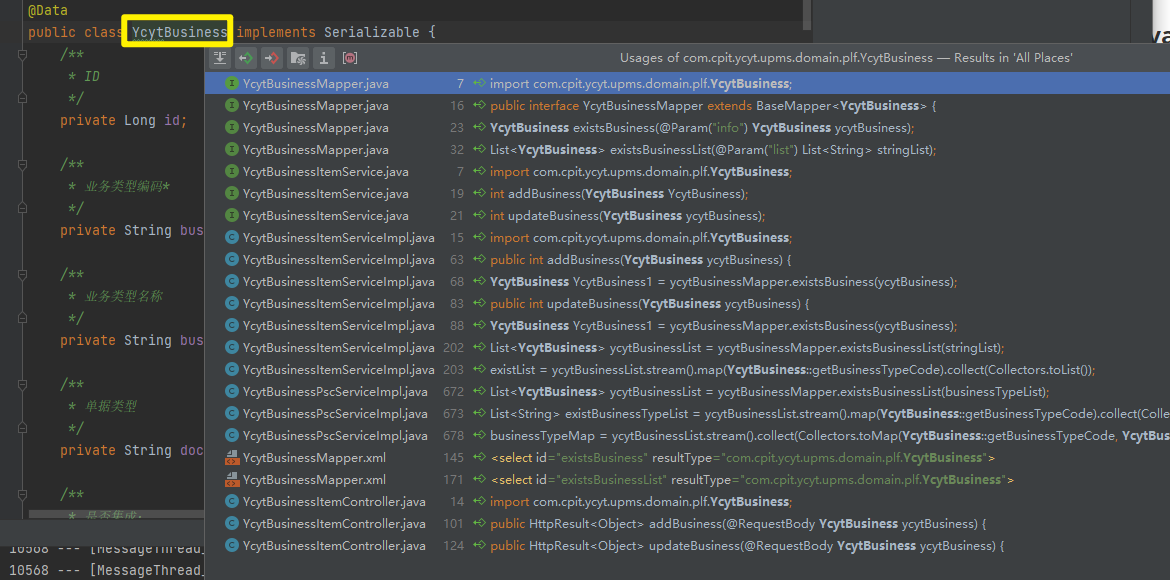 @Data
public class YcytBusiness implements Serializable {
/**
* ID
*/
private Long id;
/**
* 业务类型编码*
*/
private String bus
/**
* 业务类型名称
*/
private String bus
/**
* 单据类型
*/
private String doc
/**
* 是否集成:
10568 --- [MessageThread_
10568 --- [MessageThread_
Usages of com.cpit.ycyt.upms.domain.plf.YcytBusiness — Results in 'All Places'
YcytBusinessMapper.java 7 import com.cpit.ycyt.upms.domain.plf.YcytBusiness;
YcytBusinessMapper.java 16 public interface YcytBusinessMapper extends BaseMapper<YcytBusiness> {
YcytBusinessMapper.java 23 YcytBusiness existsBusiness(@Param("info") YcytBusiness ycytBusiness);
YcytBusinessMapper.java 32 List<YcytBusiness> existsBusinessList(@Param("list") List<String> stringList);
YcytBusinessItemService.java 7 import com.cpit.ycyt.upms.domain.plf.YcytBusiness;
YcytBusinessItemService.java 19 int addBusiness(YcytBusiness YcytBusiness);
YcytBusinessItemService.java 21 int updateBusiness(YcytBusiness ycytBusiness);
YcytBusinessItemServiceImpl.java 15 import com.cpit.ycyt.upms.domain.plf.YcytBusiness;
YcytBusinessItemServiceImpl.java 63 public int addBusiness(YcytBusiness ycytBusiness) {
YcytBusinessItemServiceImpl.java 68 YcytBusiness YcytBusiness1 = ycytBusinessMapper.existsBusiness(ycytBusiness);
YcytBusinessItemServiceImpl.java 83 public int updateBusiness(YcytBusiness ycytBusiness) {
YcytBusinessItemServiceImpl.java 88 YcytBusiness YcytBusiness1 = ycytBusinessMapper.existsBusiness(ycytBusiness);
YcytBusinessItemServiceImpl.java 202 List<YcytBusiness> ycytBusinessList = ycytBusinessMapper.existsBusinessList(stringList);
YcytBusinessItemServiceImpl.java 203 existList = ycytBusinessList.stream().map(YcytBusiness::getBusinessTypeCode).collect(Collectors.toList());
YcytBusinessPscServiceImpl.java 672 List<YcytBusiness> ycytBusinessList = ycytBusinessMapper.existsBusinessList(businessTypeList);
YcytBusinessPscServiceImpl.java 673 List<String> existBusinessTypeList = ycytBusinessList.stream().map(YcytBusiness::getBusinessTypeCode).collect(Colle
YcytBusinessPscServiceImpl.java 678 businessTypeMap = ycytBusinessList.stream().collect(Collectors.toMap(YcytBusiness::getBusinessTypeCode, YcytBus
YcytBusinessMapper.xml 145 <select id="existsBusiness" resultType="com.cpit.ycyt.upms.domain.plf.YcytBusiness">
YcytBusinessMapper.xml 171 <select id="existsBusinessList" resultType="com.cpit.ycyt.upms.domain.plf.YcytBusiness">
YcytBusinessItemController.java 14 import com.cpit.ycyt.upms.domain.plf.YcytBusiness;
YcytBusinessItemController.java 101 public HttpResult<Object> addBusiness(@RequestBody YcytBusiness ycytBusiness) {
YcytBusinessItemController.java 124 public HttpResult<Object> updateBusiness(@RequestBody YcytBusiness ycytBusiness) {